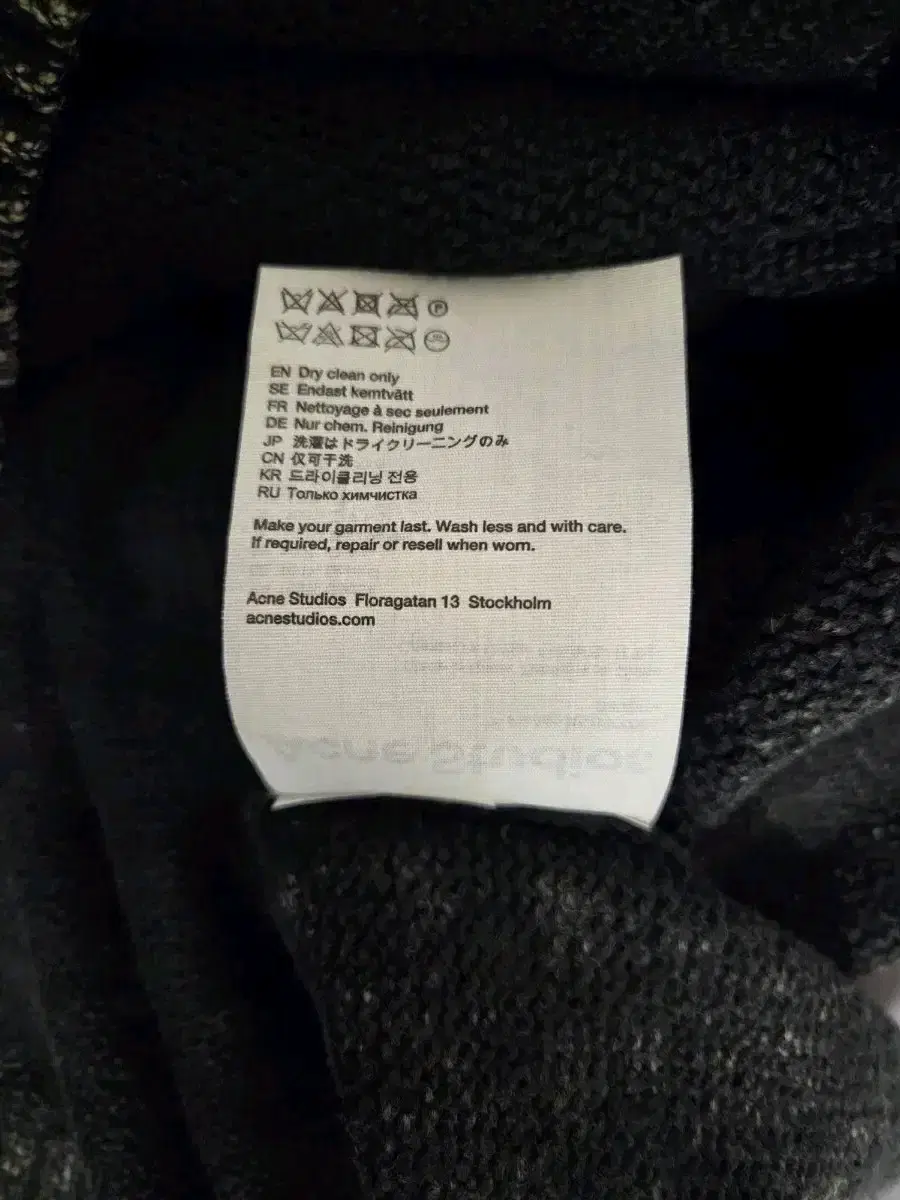 P
EN Dry clean only
SE Endast kemtvätt
FR Nettoyage à sec seulement
DE Nur chem. Reinigung
JP 洗濯はドライクリーニングのみ
CN 仅可干洗
KR 드라이클리닝 전용
RU Только химчистка
Make your garment last. Wash less and with care.
If required, repair or resell when worn.
Acne Studios Floragatan 13 Stockholm
acnestudios.com
Acne Studios